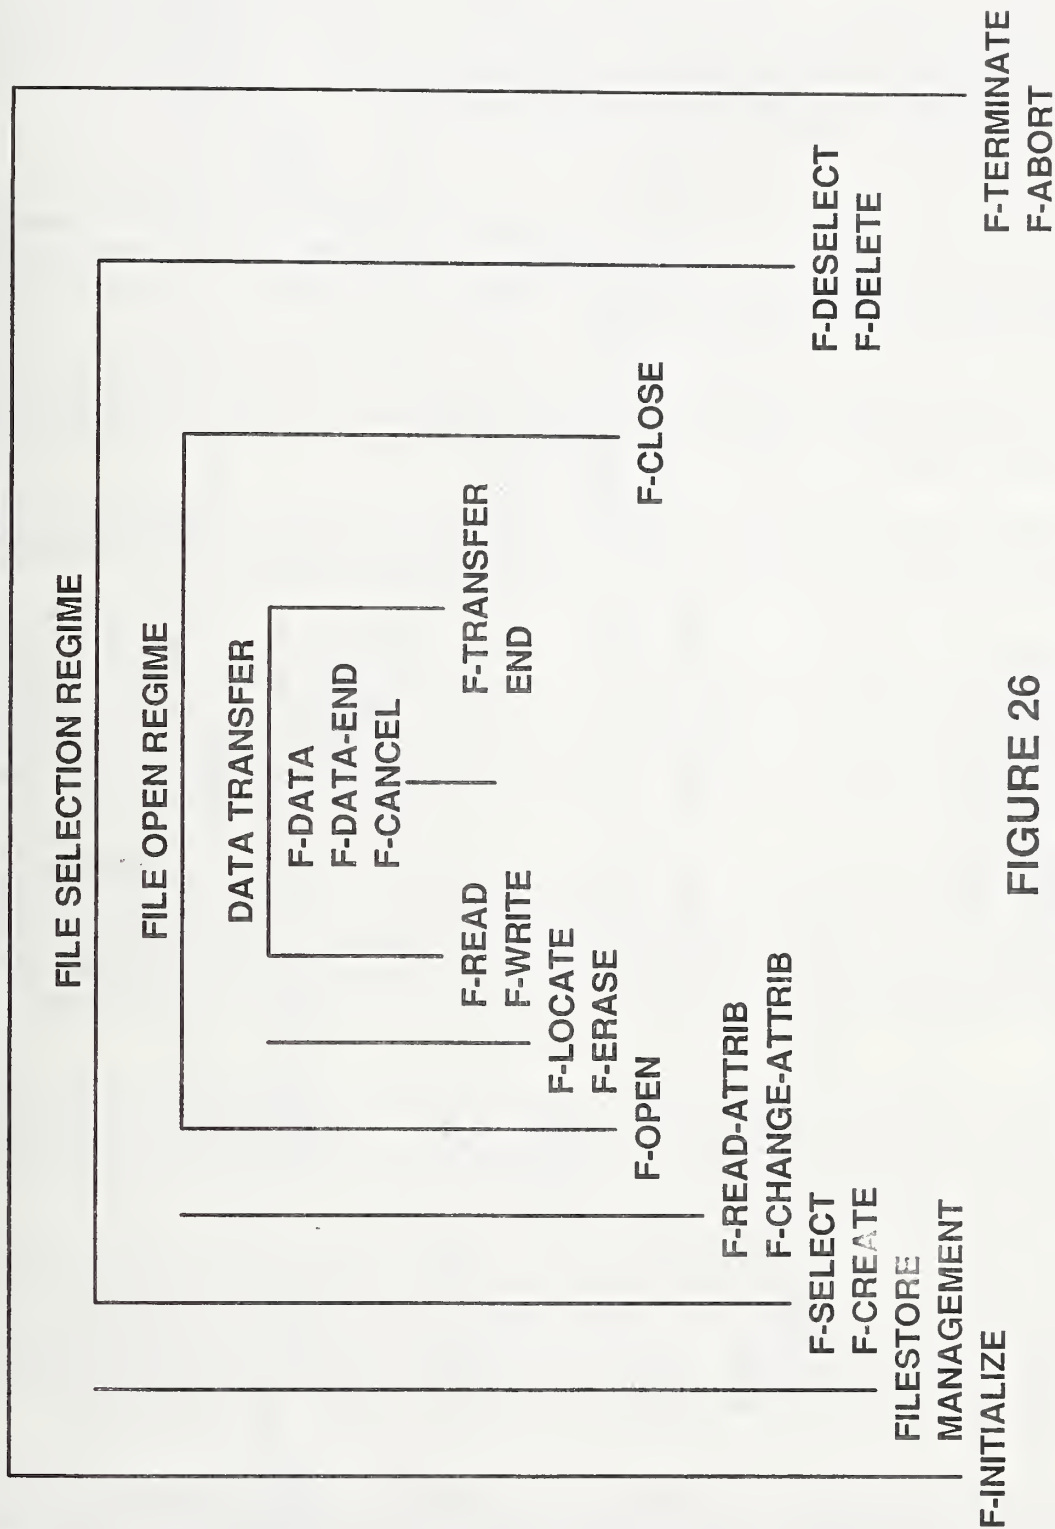 FILE SELECTION REGIME
FILE OPEN REGIME
DATA TRANSFER
F-DATA
F-DATA-END
F-CANCEL
F-READ
F-WRITE
F-TRANSFER
END
F-LOCATE
F-ERASE
F-OPEN
F-CLOSE
F-READ-ATTRIB
F-CHANGE-ATTRIB
F-SELECT
F-CREATE
F-DESELECT
F-DELETE
FILESTORE
MANAGEMENT
F-INITIALIZE
F-TERMINATE
F-ABORT
FIGURE 26